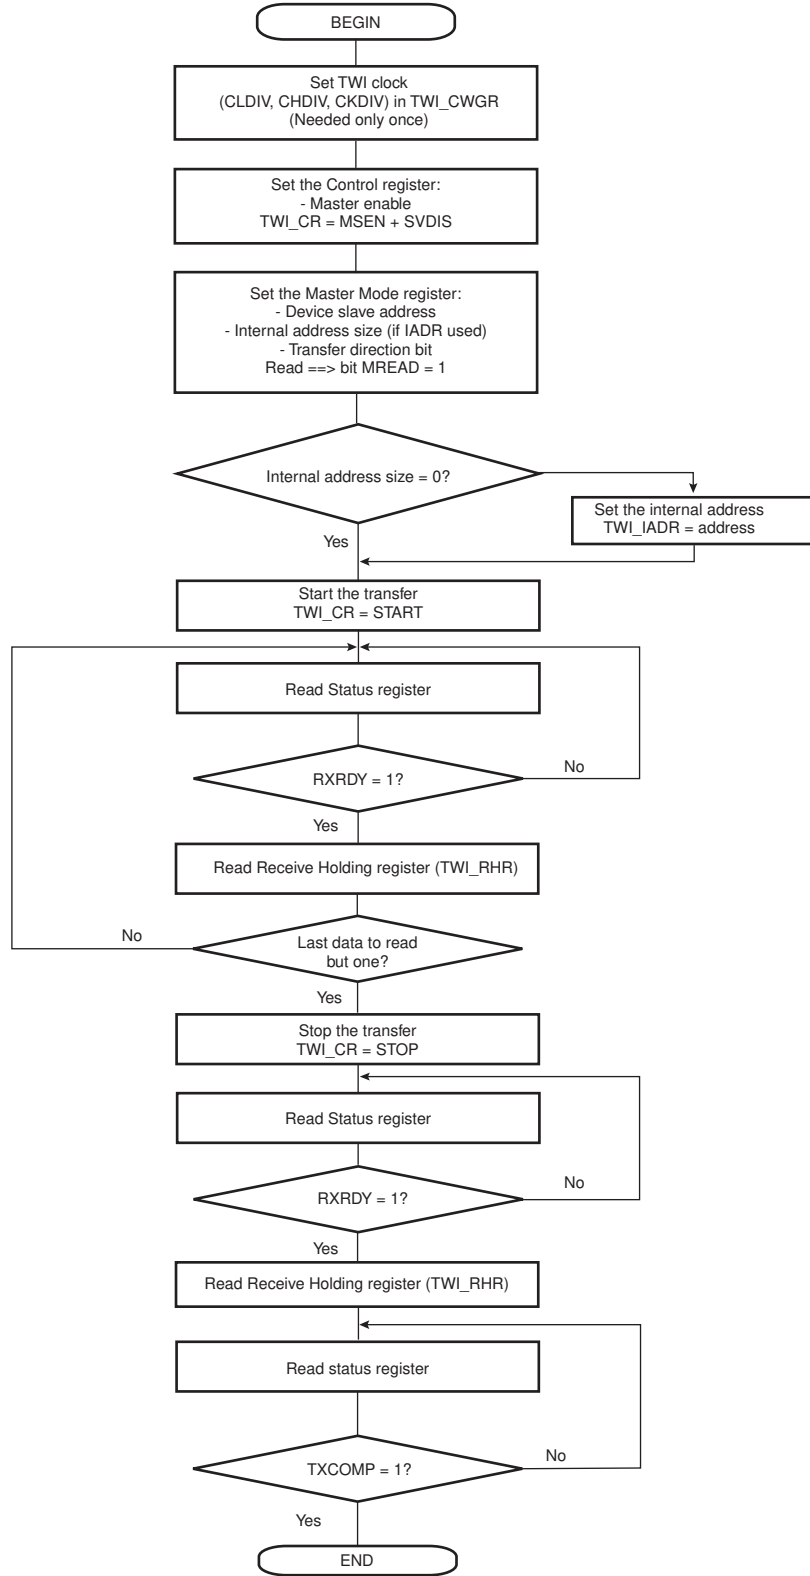 BEGIN
Set TWI clock
(CLDIV, CHDIV, CKDIV) in TWI_CWGR
(Needed only once)
Set the Control register:
- Master enable
TWI_CR = MSEN + SVDIS
Set the Master Mode register:
- Device slave address
- Internal address size (if IADR used)
- Transfer direction bit
Read ==> bit MREAD = 1
Internal address size = 0?
Set the internal address
TWI_IADR = address
Yes
Start the transfer
TWI_CR = START
Read Status register
RXRDY = 1?
No
Yes
Read Receive Holding register (TWI_RHR)
No
Last data to read
but one?
Yes
Stop the transfer
TWI_CR = STOP
Read Status register
RXRDY = 1?
No
Yes
Read Receive Holding register (TWI_RHR)
Read status register
TXCOMP = 1?
No
Yes
END